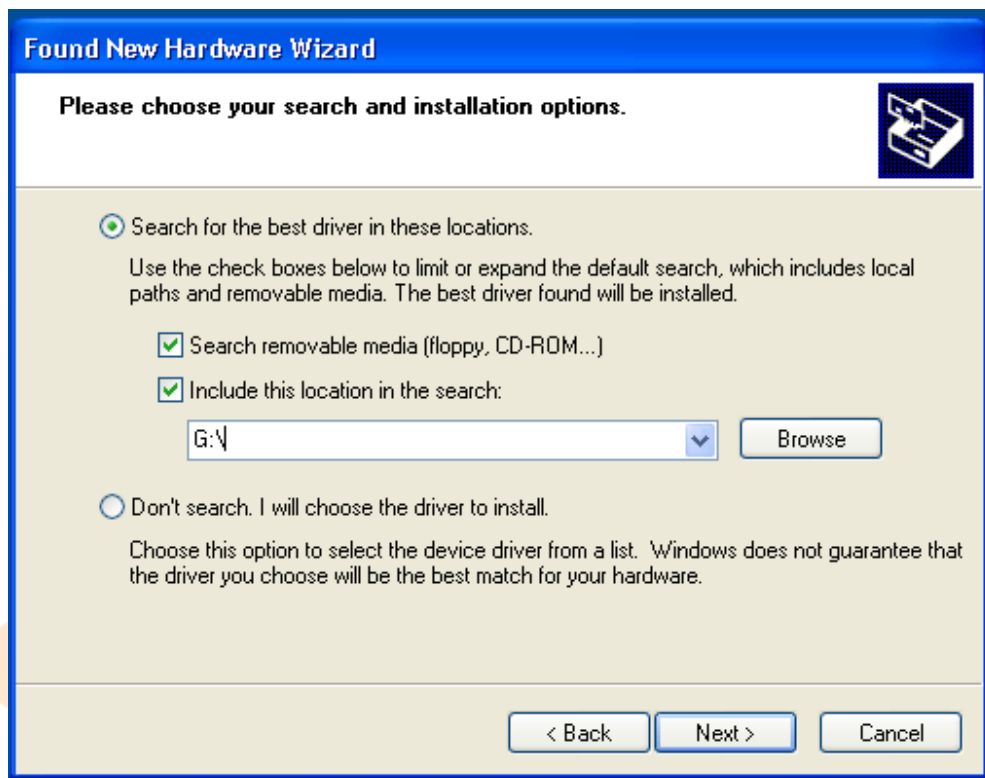 Found New Hardware Wizard
Please choose your search and installation options.
Search for the best driver in these locations.
Use the check boxes below to limit or expand the default search, which includes local
paths and removable media. The best driver found will be installed.
Search removable media (floppy, CD-ROM...)
Include this location in the search:
G:\
Browse
Don't search. I will choose the driver to install.
Choose this option to select the device driver from a list. Windows does not guarantee that
the driver you choose will be the best match for your hardware.
< Back
Next >
Cancel